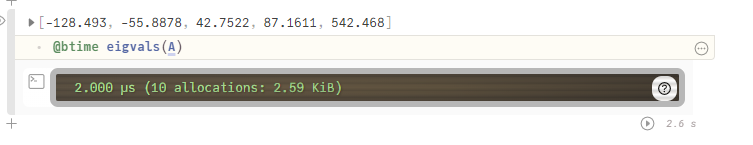 [-128.493, -55.8878, 42.7522, 87.1611, 542.468]
@btime eigvals(A)
2.000 μs (10 allocations: 2.59 KiB)
2.6 s